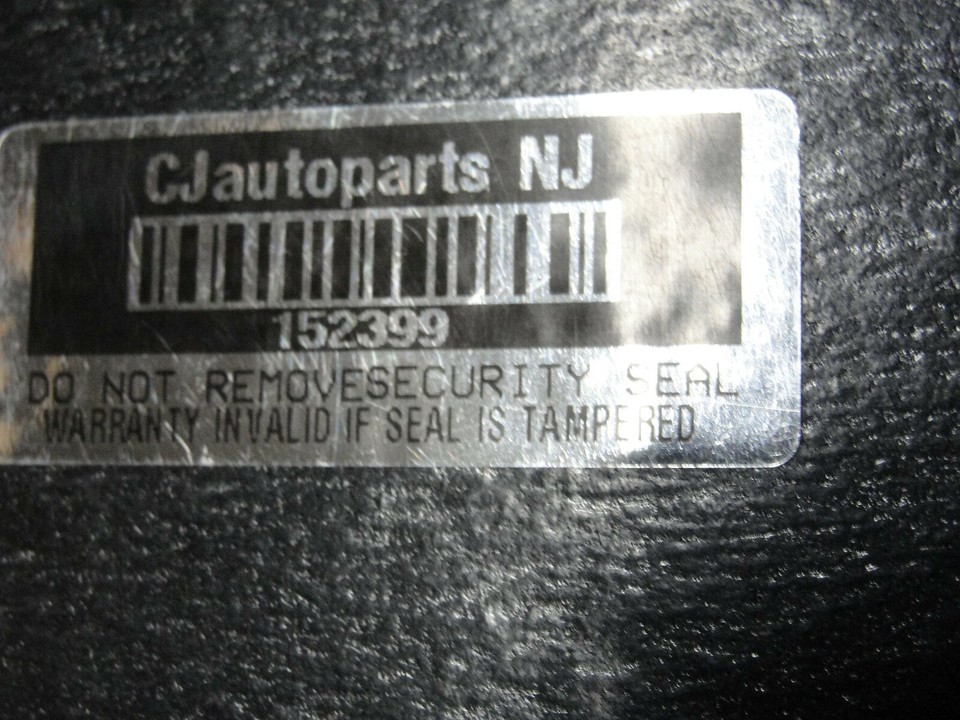 CJautoparts NJ
152399
DO NOT REMOVESECURITY SEAL
WARRANTY INVALID IF SEAL IS TAMPERED